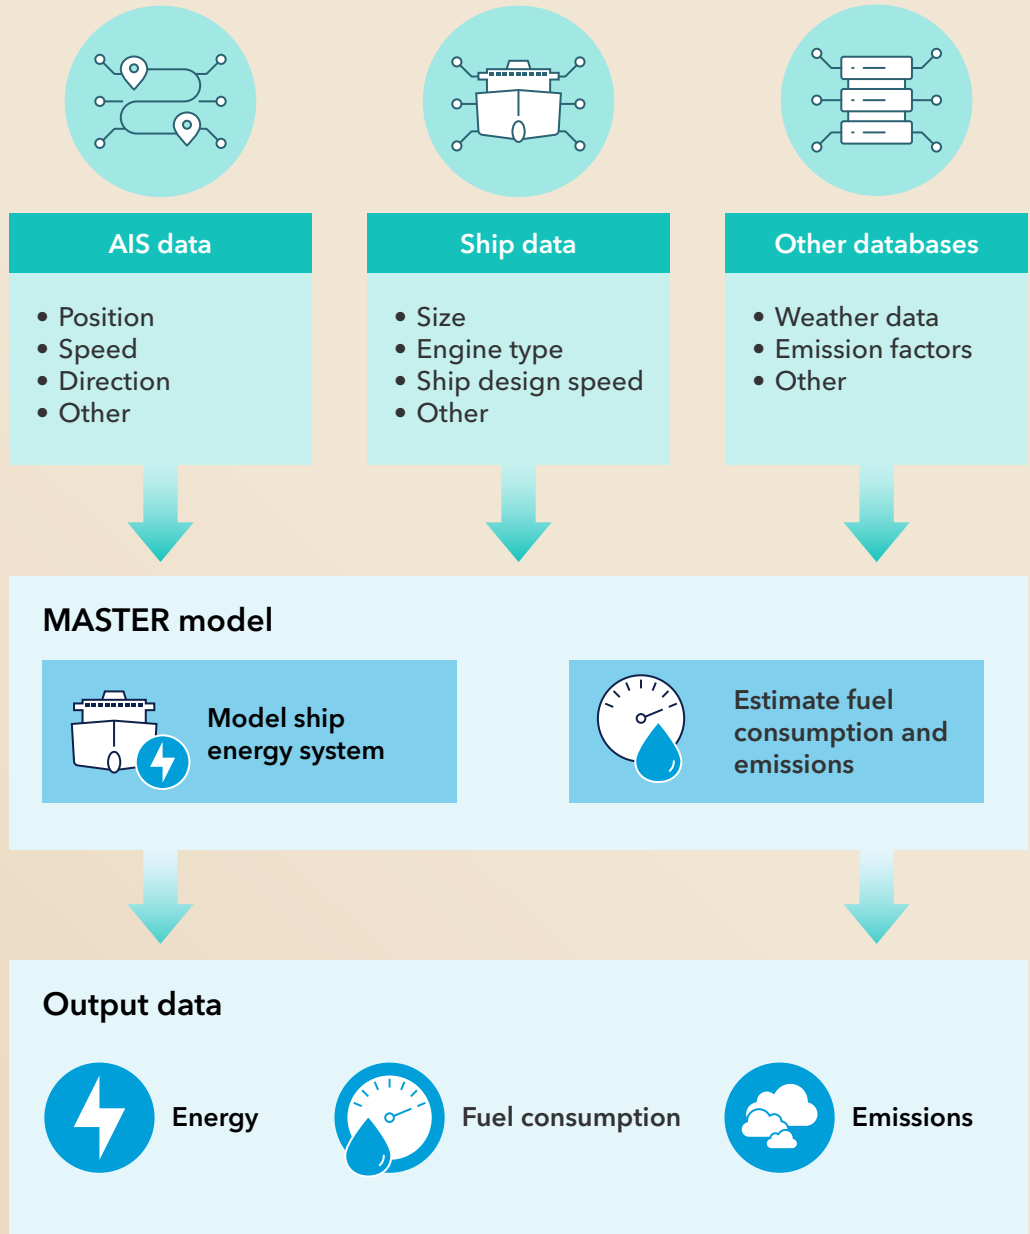 AIS data
• Position
• Speed
• Direction
• Other
Ship data
• Size
• Engine type
• Ship design speed
• Other
Other databases
• Weather data
• Emission factors
• Other
MASTER model
Model ship
energy system
Estimate fuel
consumption and
emissions
Output data
Energy
Fuel consumption
Emissions